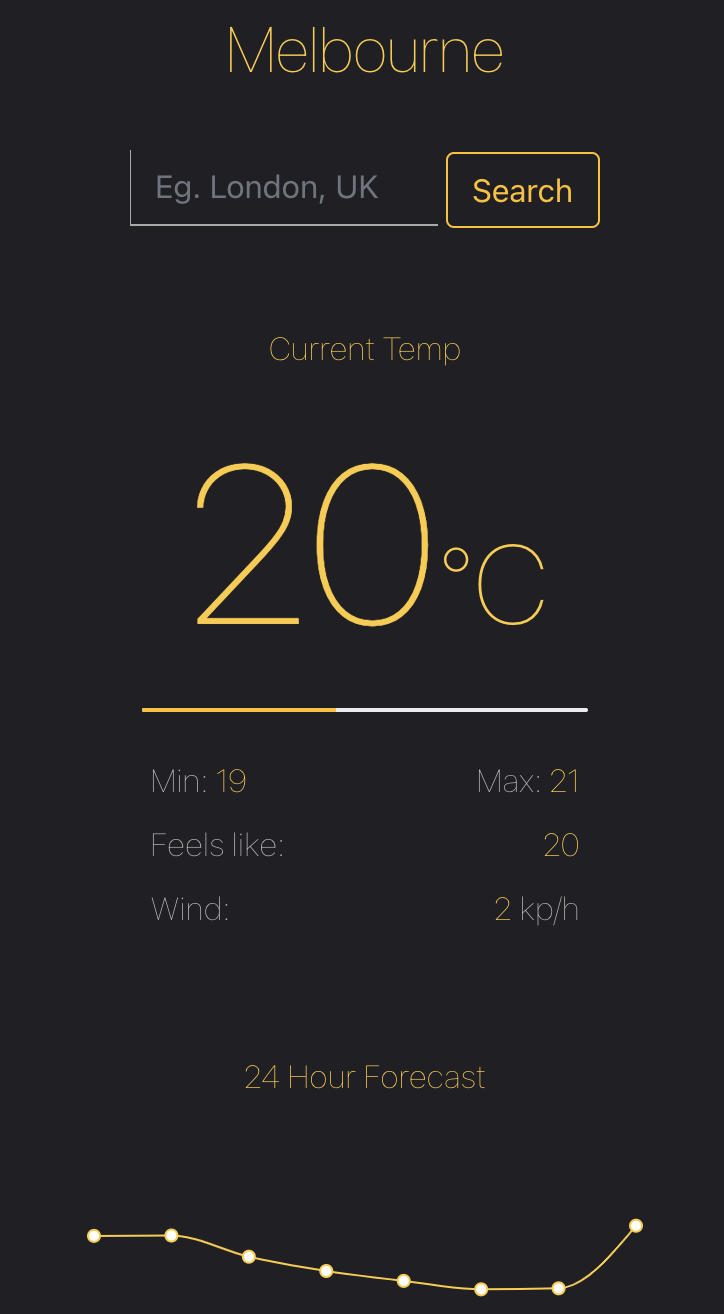 Melbourne
Eg. London, UK Search
Current Temp
20°C
Min: 19 Max: 21
Feels like: 20
Wind: 2 kp/h
24 Hour Forecast